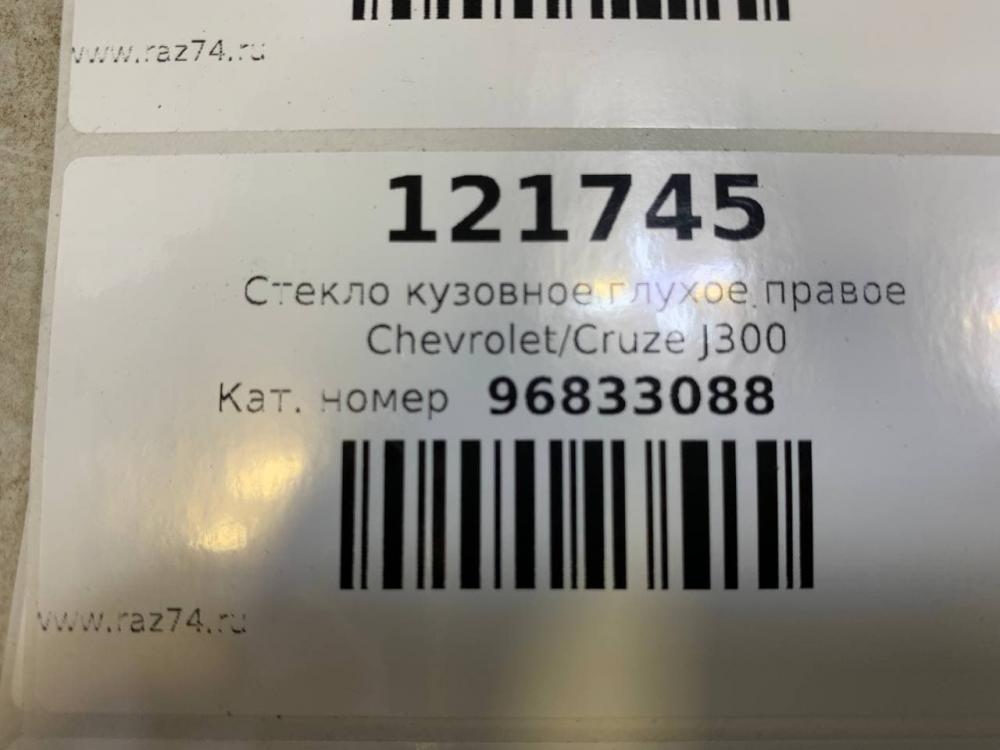 www.raz74.ru
121745
Стекло кузовное глухое правое
Chevrolet/Cruze J300
Кат. номер 96833088
www.raz74.ru